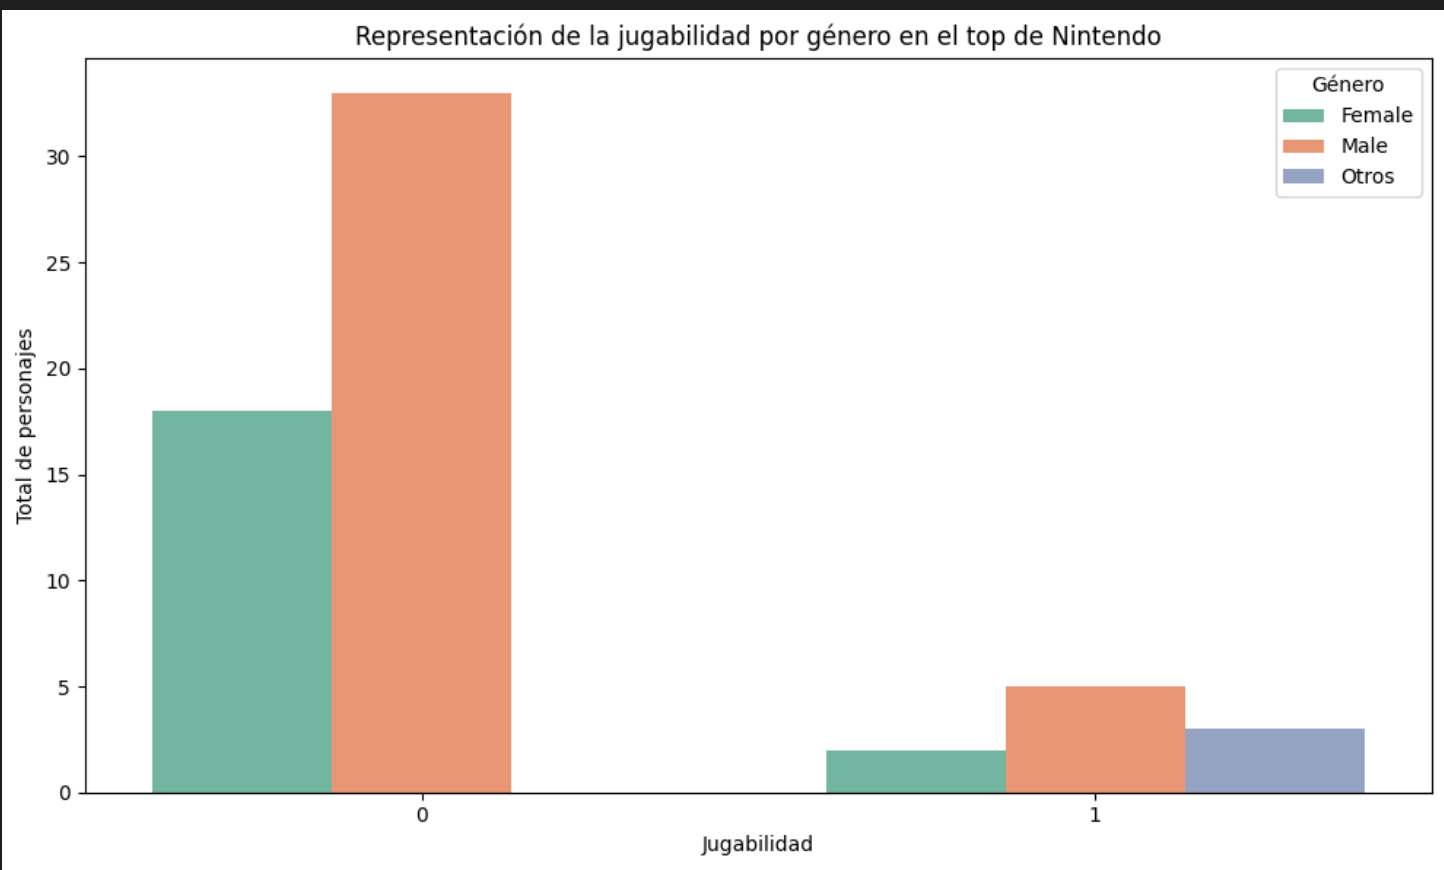 Representación de la jugabilidad por género en el top de Nintendo
Género
Female
Male
Otros
Total de personajes
30
25
20
15
10
5
0
0
1
Jugabilidad